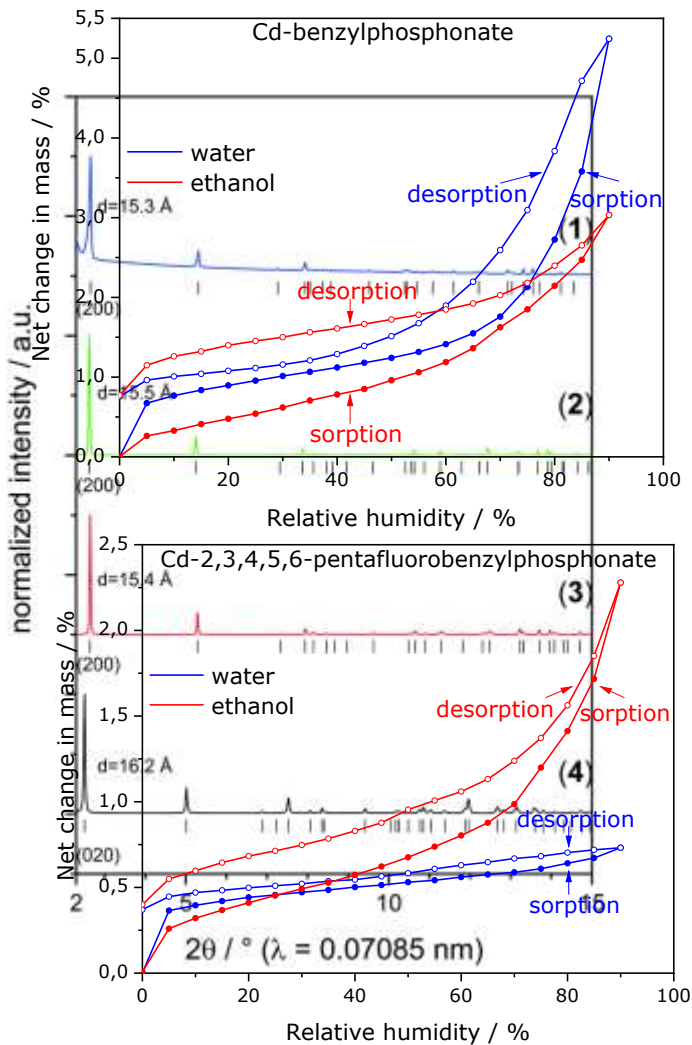 Cd-benzylphosphonate
5,5
5,0
4,0
3,0
2,0
1,0
0,0
Net change in mass / %
water
ethanol
desorption
sorption
desorption
sorption
0
20
40
60
80
100
Relative humidity / %
normalized intensity / a.u.
d=15.3 Å
(1)
(200)
d=15.5 Å
(2)
(200)
d=15.4 Å
(3)
(200)
d=16.2 Å
(4)
(020)
2
5
10
15
2θ / ° (λ = 0.07085 nm)
Cd-2,3,4,5,6-pentafluorobenzylphosphonate
2,5
2,0
1,5
1,0
0,5
0,0
Net change in mass / %
water
ethanol
desorption
sorption
desorption
sorption
0
20
40
60
80
100
Relative humidity / %